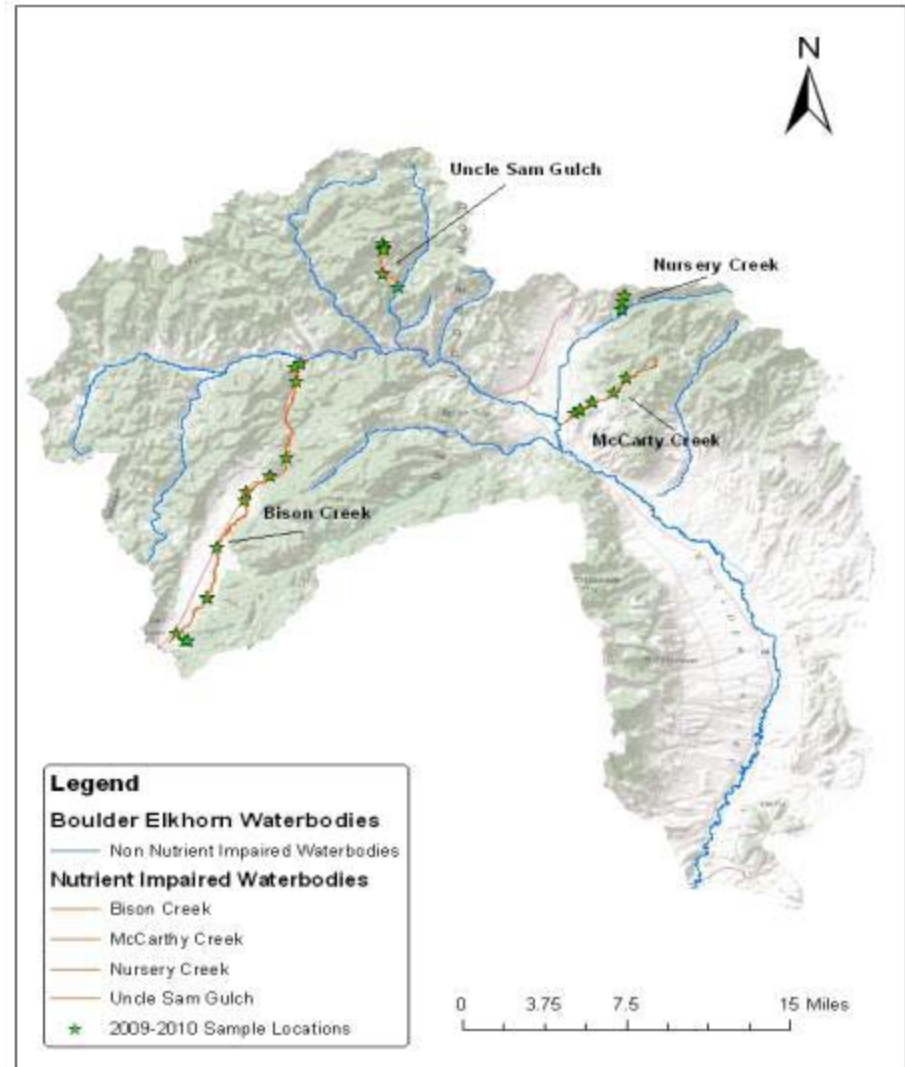 N
Uncle Sam Gulch
Nursery Creek
McCarty Creek
Bison Creek
Legend
Boulder Elkhorn Waterbodies
Non Nutrient Impaired Waterbodies
Nutrient Impaired Waterbodies
Bison Creek
McCarthy Creek
Nursery Creek
Uncle Sam Gulch
2009-2010 Sample Locations
0 3.75 7.5 15 Miles